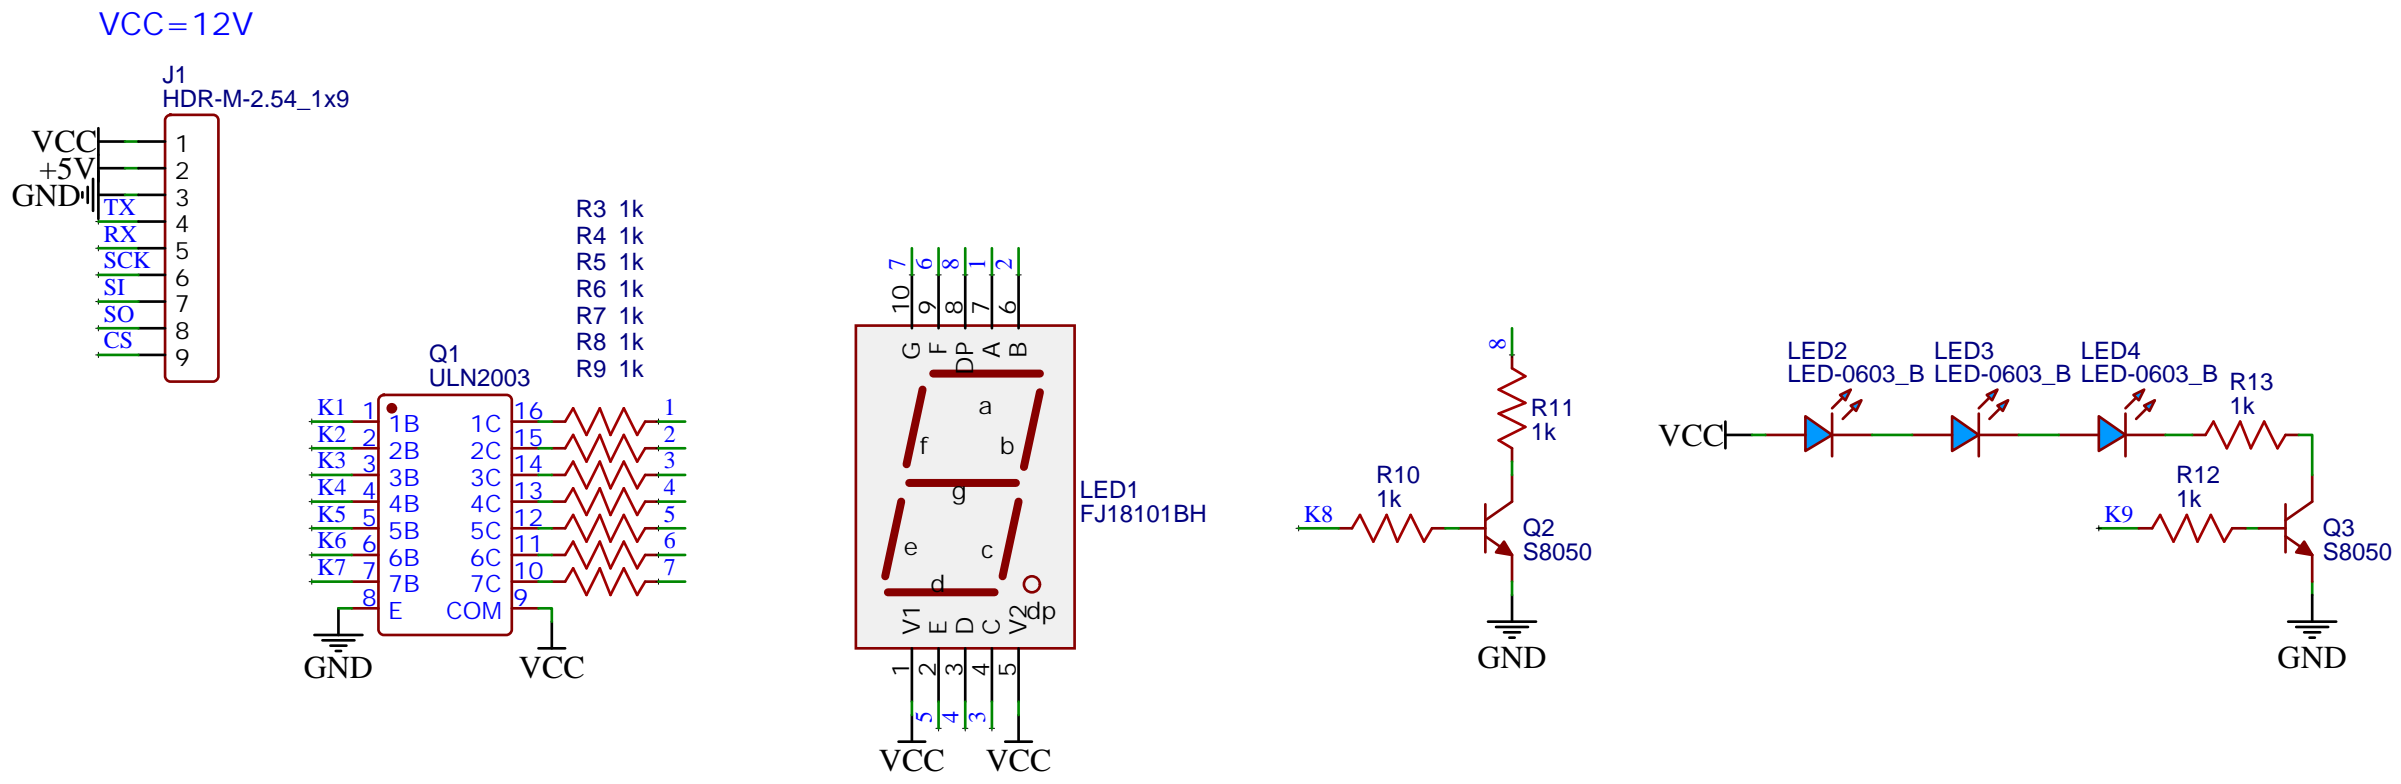 VCC=12V
J1
HDR-M-2.54_1x9
VCC 1
+5V 2
GND 3
TX 4
RX 5
SCK 6
SI 7
SO 8
CS 9
R3 1k
R4 1k
R5 1k
R6 1k
R7 1k
R8 1k
R9 1k
Q1
ULN2003
K1 1 1B 1C 16 1
K2 2 2B 2C 15 2
K3 3 3B 3C 14 3
K4 4 4B 4C 13 4
K5 5 5B 5C 12 5
K6 6 6B 6C 11 6
K7 7 7B 7C 10 7
8 E COM 9
GND
VCC
7 6 8 1 2
10 9 8 7 6
G F DP A B
a
f b
g
e c
d
dp
V1 E D C V2
1 2 3 4 5
5 4 3
VCC VCC
LED1
FJ18101BH
8
R11
1k
R10
1k
K8
Q2
S8050
GND
LED2
LED-0603_B
LED3
LED-0603_B
LED4
LED-0603_B
R13
1k
VCC
R12
1k
K9
Q3
S8050
GND